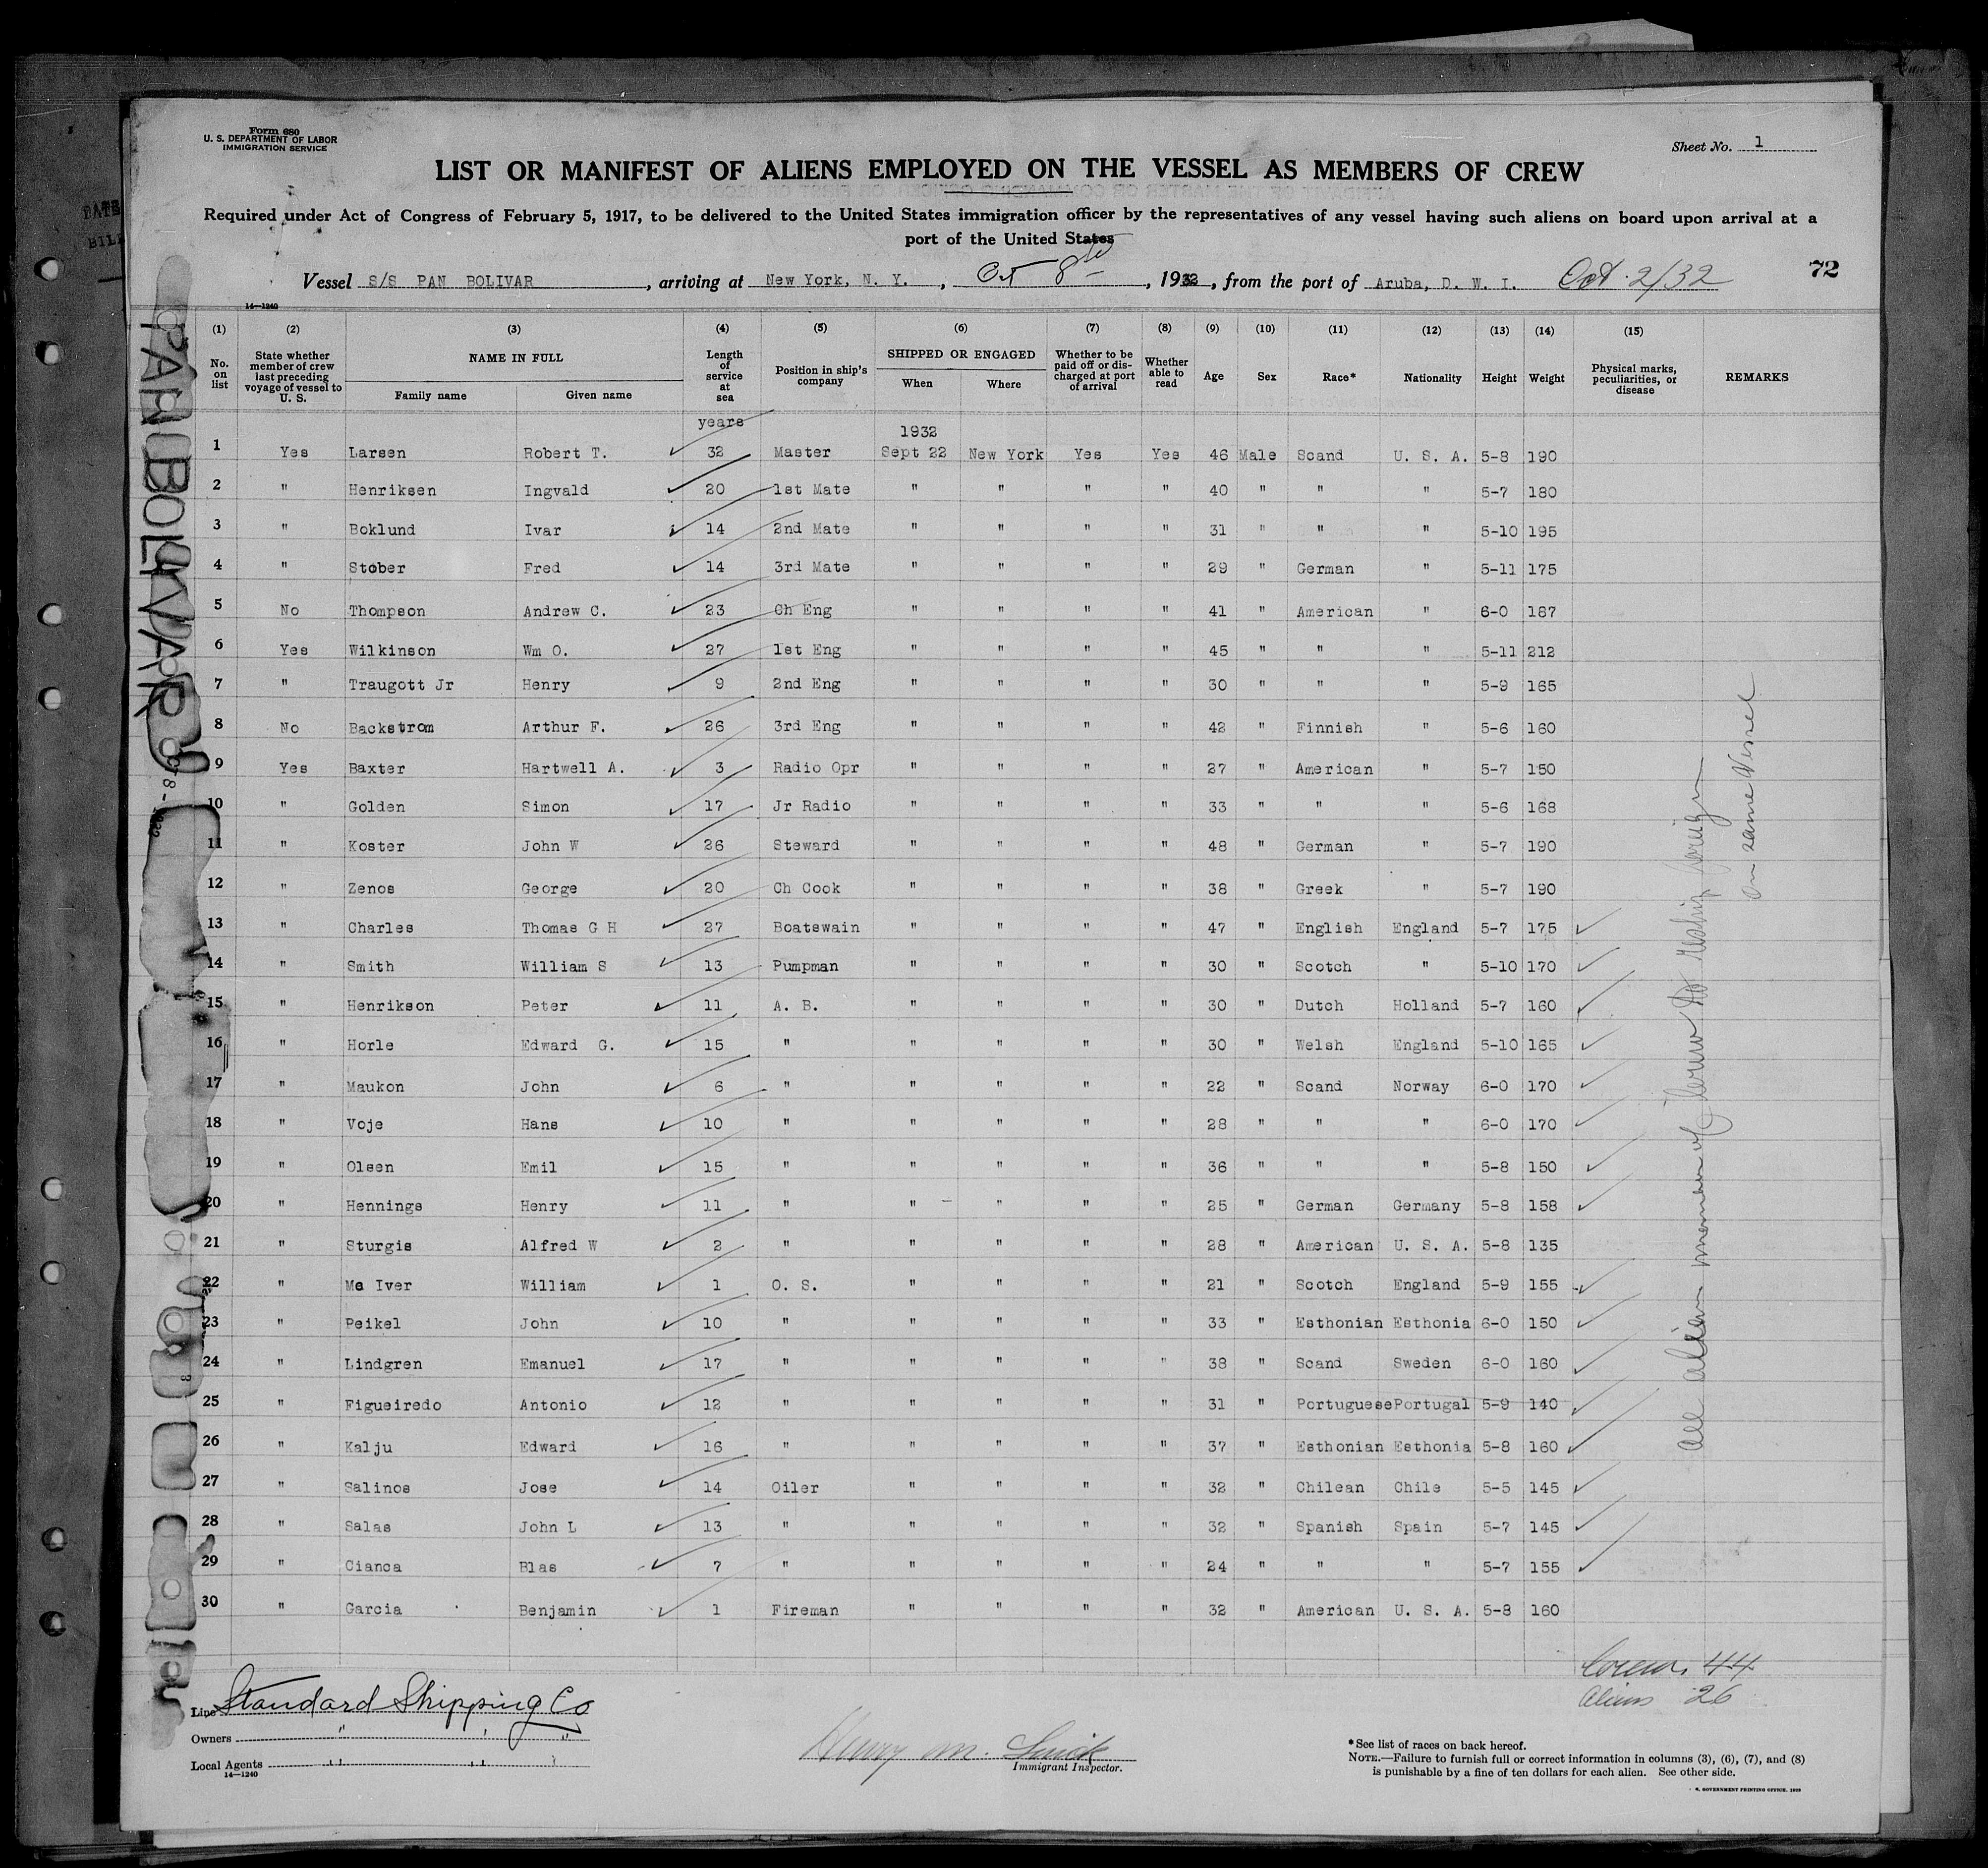 Form 680
U. S. DEPARTMENT OF LABOR
IMMIGRATION SERVICE
Sheet No. 1
LIST OR MANIFEST OF ALIENS EMPLOYED ON THE VESSEL AS MEMBERS OF CREW
Required under Act of Congress of February 5, 1917, to be delivered to the United States immigration officer by the representatives of any vessel having such aliens on board upon arrival at a
port of the United States
Vessel S/S PAN BOLIVAR, arriving at New York, N. Y., Oct 8th, 1932, from the port of Aruba, D. W. I. Oct. 2/32
72
14—1240
(1) (2) (3) (4) (5) (6) (7) (8) (9) (10) (11) (12) (13) (14) (15)
No. on list
State whether member of crew last preceding voyage of vessel to U. S.
NAME IN FULL
Family name Given name
Length of service at sea
Position in ship's company
SHIPPED OR ENGAGED
When Where
Whether to be paid off or discharged at port of arrival
Whether able to read
Age Sex Race* Nationality Height Weight
Physical marks, peculiarities, or disease
REMARKS
years
1932
1 Yes Larsen Robert T. 32 Master Sept 22 New York Yes Yes 46 Male Scand U. S. A. 5-8 190
2 " Henriksen Ingvald 20 1st Mate " " " " 40 " " " 5-7 180
3 " Boklund Ivar 14 2nd Mate " " " " 31 " " " 5-10 195
4 " Stober Fred 14 3rd Mate " " " " 29 " German " 5-11 175
5 No Thompson Andrew C. 23 Ch Eng " " " " 41 " American " 6-0 187
6 Yes Wilkinson Wm O. 27 1st Eng " " " " 45 " " " 5-11 212
7 " Traugott Jr Henry 9 2nd Eng " " " " 30 " " " 5-9 165
8 No Backstrom Arthur F. 26 3rd Eng " " " " 42 " Finnish " 5-6 160
9 Yes Baxter Hartwell A. 3 Radio Opr " " " " 27 " American " 5-7 150
10 " Golden Simon 17 Jr Radio " " " " 33 " " " 5-6 168
11 " Koster John W 26 Steward " " " " 48 " German " 5-7 190
12 " Zenos George 20 Ch Cook " " " " 38 " Greek " 5-7 190
13 " Charles Thomas G H 27 Boatswain " " " " 47 " English England 5-7 175
14 " Smith William S 13 Pumpman " " " " 30 " Scotch " 5-10 170
15 " Henrikson Peter 11 A. B. " " " " 30 " Dutch Holland 5-7 160
16 " Horle Edward G. 15 " " " " " 30 " Welsh England 5-10 165
17 " Maukon John 6 " " " " " 22 " Scand Norway 6-0 170
18 " Voje Hans 10 " " " " " 28 " " " 6-0 170
19 " Olsen Emil 15 " " " " " 36 " " " 5-8 150
20 " Hennings Henry 11 " " " " " 25 " German Germany 5-8 158
21 " Sturgis Alfred W 2 " " " " " 28 " American U. S. A. 5-8 135
22 " Mc Iver William 1 O. S. " " " " 21 " Scotch England 5-9 155
23 " Peikel John 10 " " " " " 33 " Esthonian Esthonia 6-0 150
24 " Lindgren Emanuel 17 " " " " " 38 " Scand Sweden 6-0 160
25 " Figueiredo Antonio 12 " " " " " 31 " Portuguese Portugal 5-9 140
26 " Kalju Edward 16 " " " " " 37 " Esthonian Esthonia 5-8 160
27 " Salinos Jose 14 Oiler " " " " 32 " Chilean Chile 5-5 145
28 " Salas John L 13 " " " " " 32 " Spanish Spain 5-7 145
29 " Cianca Blas 7 " " " " " 24 " " " 5-7 155
30 " Garcia Benjamin 1 Fireman " " " " 32 " American U. S. A. 5-8 160
All alien members of crew to reship foreign
on same vessel
PAN BOLIVAR
Crew 44
Aliens 26
Line Standard Shipping Co
Owners " " "
Local Agents " " "
14—1240
Henry M.
Immigrant Inspector.
*See list of races on back hereof.
NOTE.—Failure to furnish full or correct information in columns (3), (6), (7), and (8)
is punishable by a fine of ten dollars for each alien. See other side.
GOVERNMENT PRINTING OFFICE